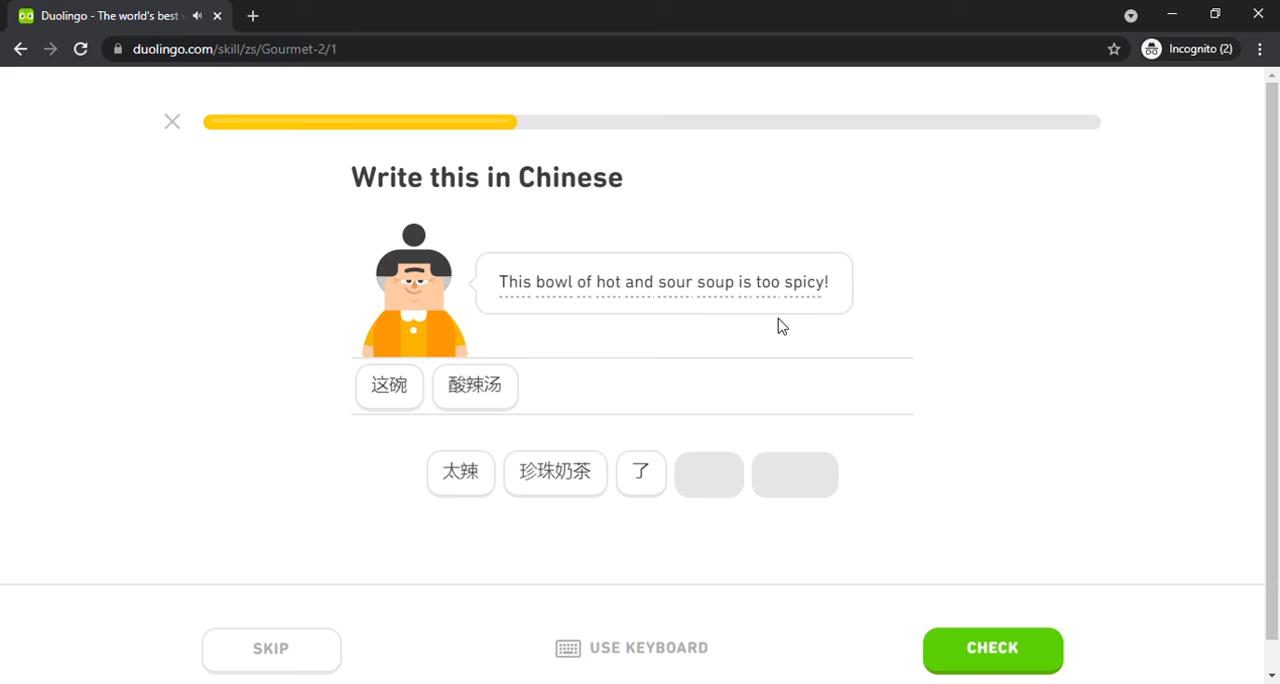 Duolingo - The world's best
duolingo.com/skill/zs/Gourmet-2/1
Incognito (2)
Write this in Chinese
This bowl of hot and sour soup is too spicy!
这碗 酸辣汤
太辣 珍珠奶茶 了
SKIP
USE KEYBOARD
CHECK